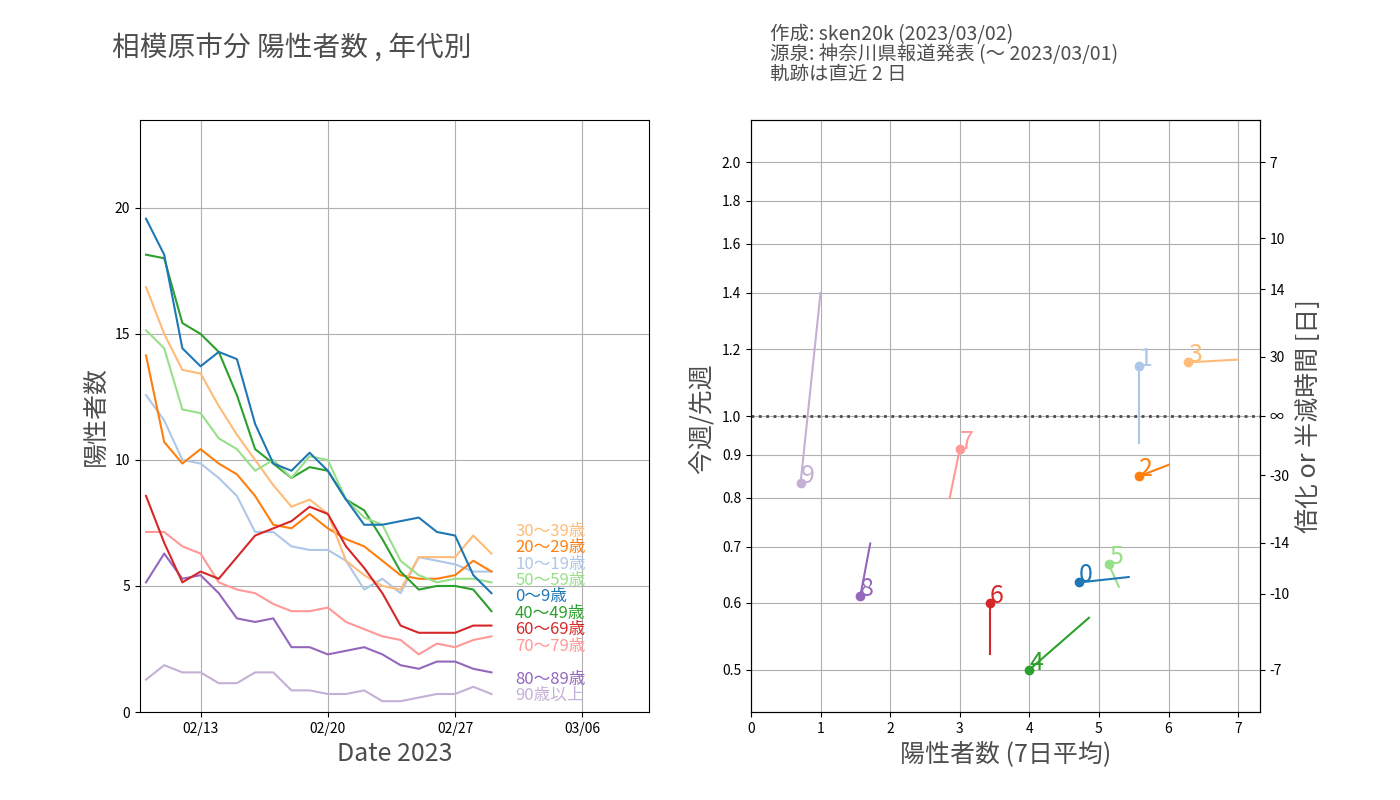 相模原市分 陽性者数 , 年代別
作成: sken20k (2023/03/02)
源泉: 神奈川県報道発表 (〜 2023/03/01)
軌跡は直近 2 日
陽性者数
20
15
10
5
0
02/13
02/20
02/27
03/06
Date 2023
30〜39歳
20〜29歳
10〜19歳
50〜59歳
0〜9歳
40〜49歳
60〜69歳
70〜79歳
80〜89歳
90歳以上
今週/先週
2.0
1.8
1.6
1.4
1.2
1.0
0.9
0.8
0.7
0.6
0.5
0
1
2
3
4
5
6
7
陽性者数 (7日平均)
7
10
14
30
∞
-30
-14
-10
-7
倍化 or 半減時間 [日]
1
3
7
2
9
5
0
8
6
4